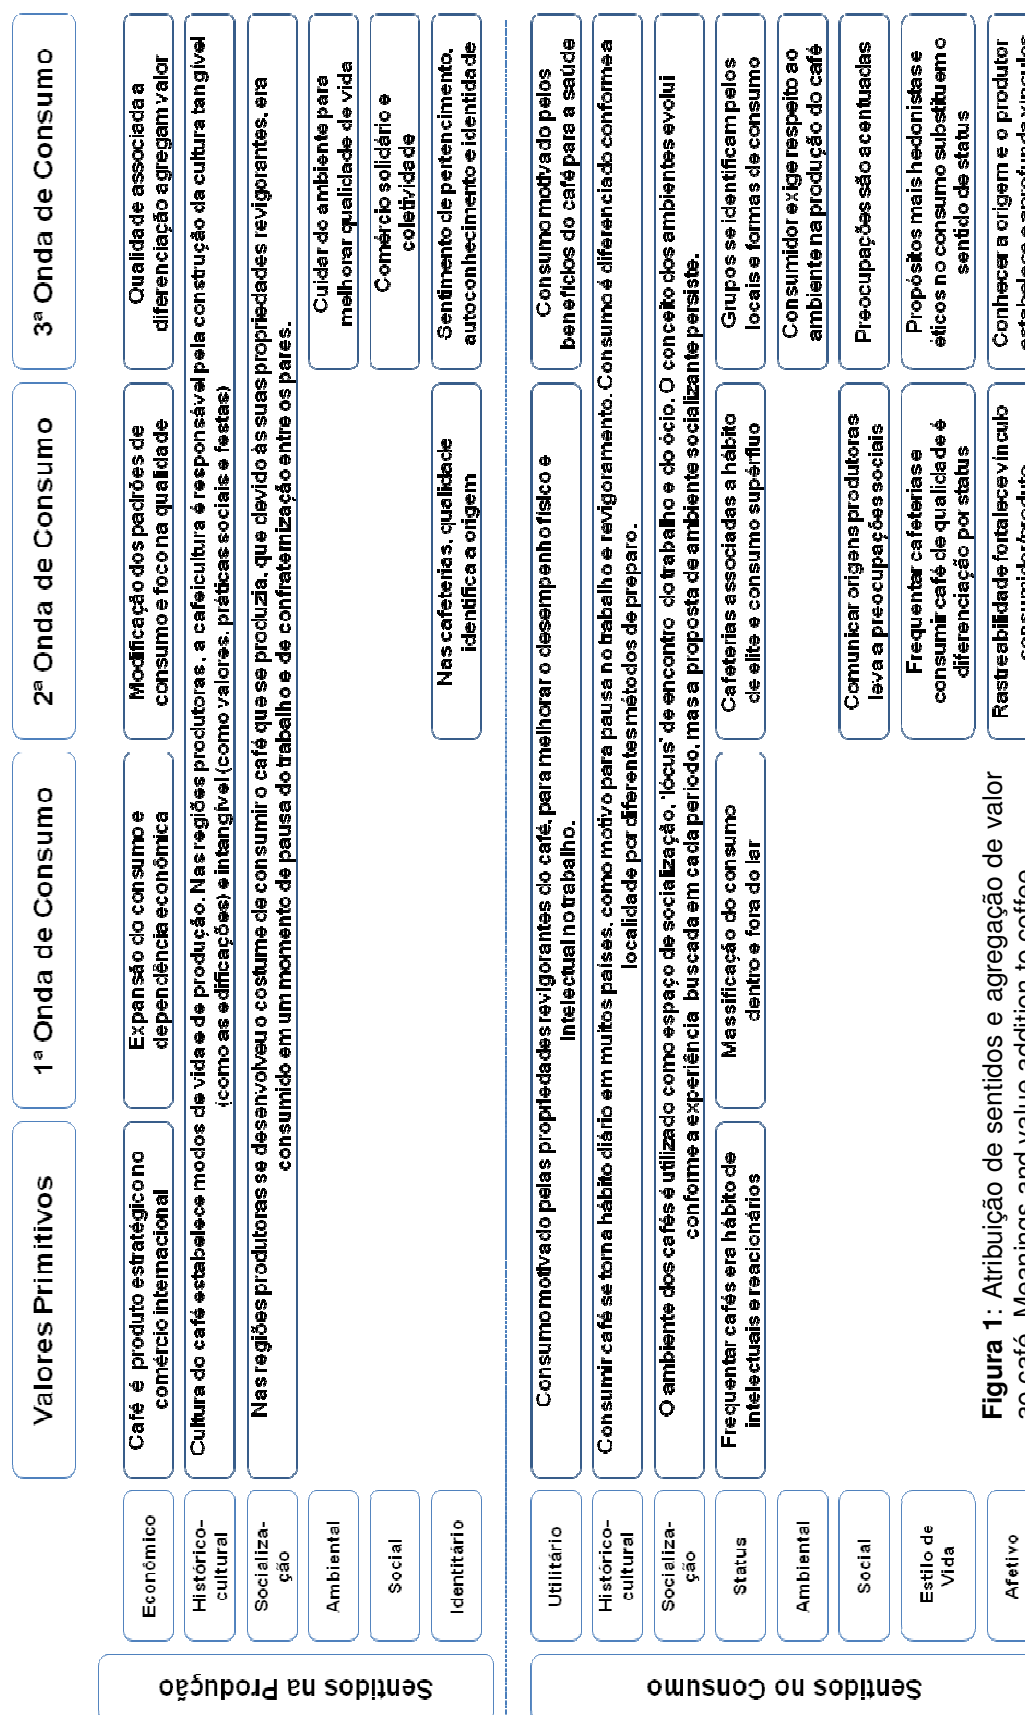 Valores Primitivos
1ª Onda de Consumo
2ª Onda de Consumo
3ª Onda de Consumo
Sentidos na Produção
Econômico
Café é produto estratégico no
comércio internacional
Expansão do consumo e
dependência econômica
Modificação dos padrões de
consumo e foco na qualidade
Qualidade associada a
diferenciação agregam valor
Histórico-
cultural
Cultura do café estabelece modos de vida e de produção. Nas regiões produtoras, a cafeicultura é responsável pela construção da cultura tangível
(como as edificações) e intangível (como valores, práticas sociais e festas)
Socializa-
ção
Nas regiões produtoras se desenvolveu o costume de consumir o café que se produzia, que devido às suas propriedades revigorantes, era
consumido em um momento de pausa do trabalho e de confraternização entre os pares.
Ambiental
Cuidar do ambiente para
melhorar qualidade de vida
Social
Comércio solidário e
coletividade
Identitário
Nas cafeterias, qualidade
identifica a origem
Sentimento de pertencimento,
autoconhecimento e identidade
Sentidos no Consumo
Utilitário
Consumo motivado pelas propriedades revigorantes do café, para melhorar o desempenho físico e
intelectual no trabalho.
Consumo motivado pelos
benefícios do café para a saúde
Histórico-
cultural
Consumir café se torna hábito diário em muitos países, como motivo para pausa no trabalho e revigoramento. Consumo é diferenciado conforme a
localidade por diferentes métodos de preparo.
Socializa-
ção
O ambiente dos cafés é utilizado como espaço de socialização, 'lócus' de encontro do trabalho e do ócio. O conceito dos ambientes evolui
conforme a experiência buscada em cada período, mas a proposta de ambiente socializante persiste.
Status
Frequentar cafés era hábito de
intelectuais e reacionários
Massificação do consumo
dentro e fora do lar
Cafeterias associadas a hábito
de elite e consumo supérfluo
Grupos se identificam pelos
locais e formas de consumo
Ambiental
Consumidor exige respeito ao
ambiente na produção do café
Social
Comunicar origens produtoras
leva a preocupações sociais
Preocupações são acentuadas
Estilo de
Vida
Frequentar cafeterias e
consumir café de qualidade é
diferenciação por status
Propósitos mais hedonistas e
éticos no consumo substituem o
sentido de status
Afetivo
Rastreabilidade fortalece vínculo
consumidor/produto
Conhecer a origem e o produtor
estabelece e aprofunda vínculos
Figura 1: Atribuição de sentidos e agregação de valor
ao café. Meanings and value addition to coffee